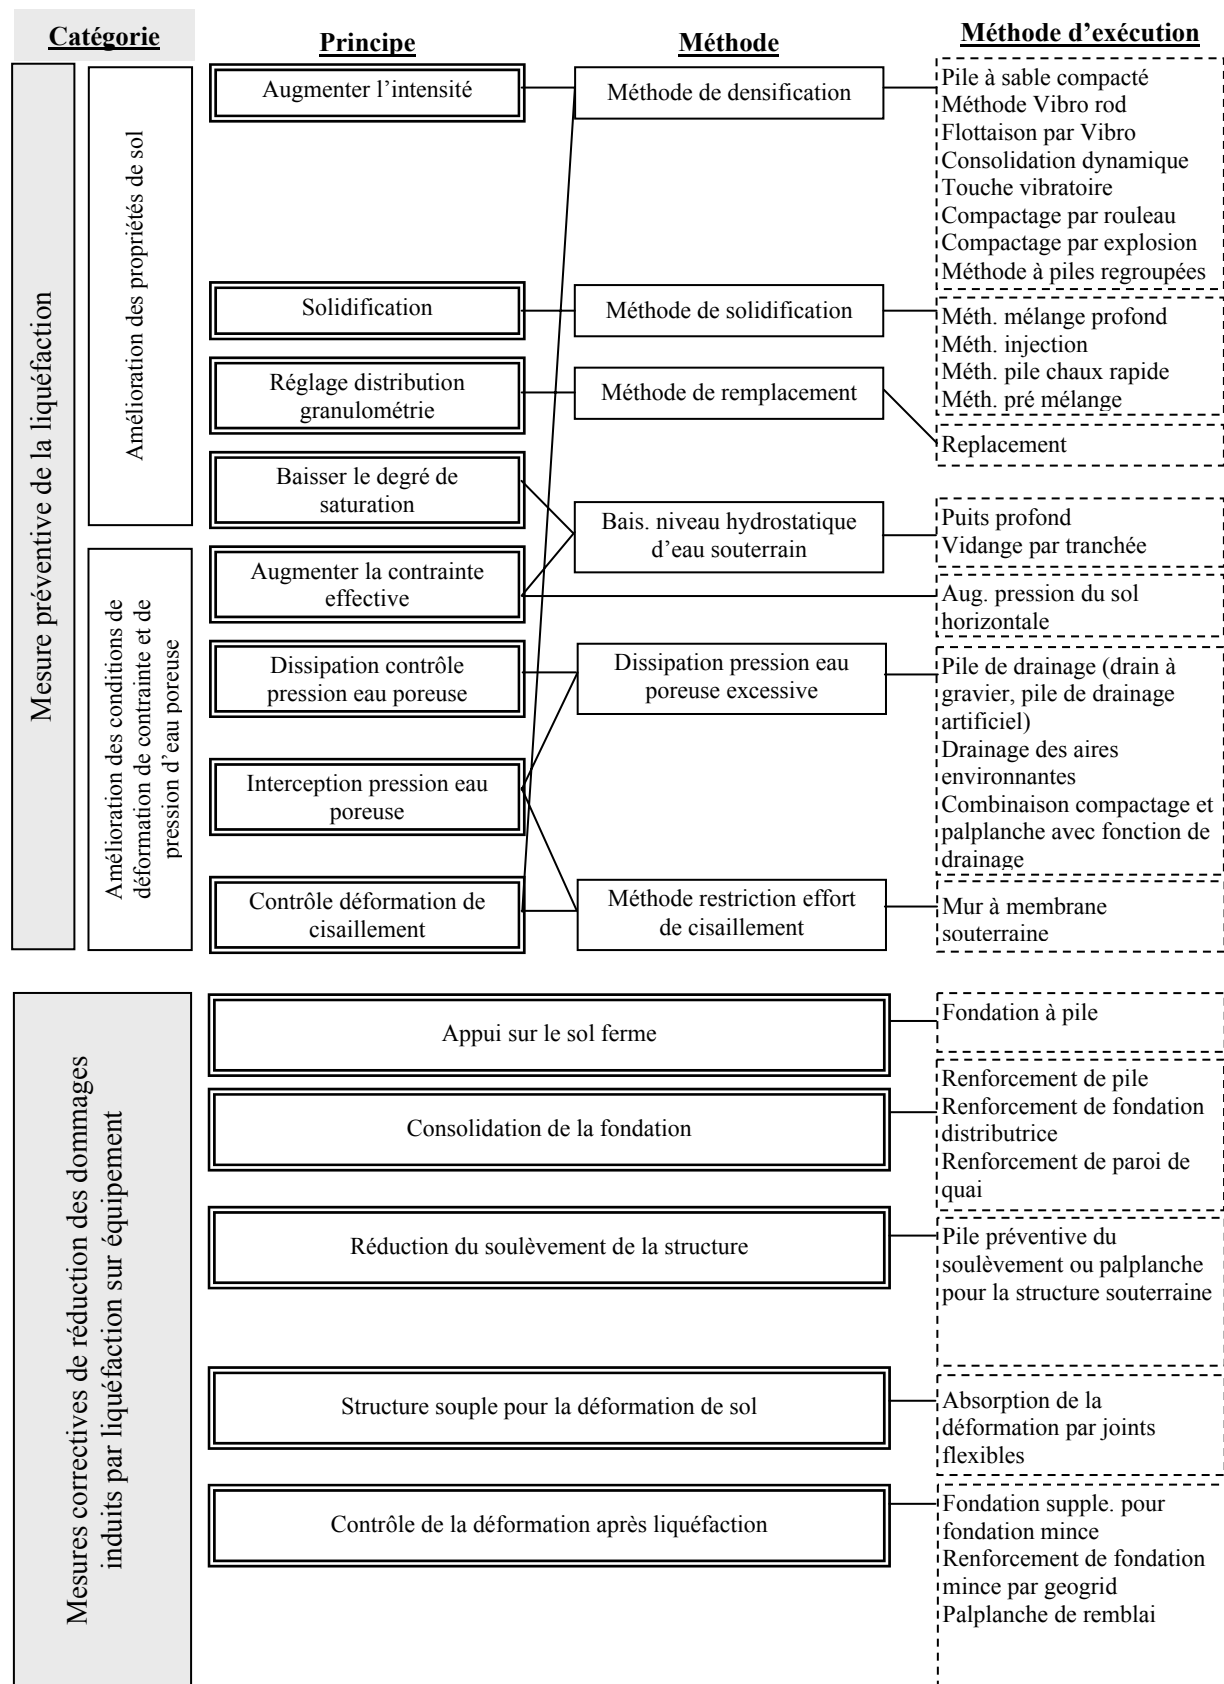 Catégorie
Principe
Méthode
Méthode d’exécution
Mesure préventive de la liquéfaction
Amélioration des propriétés de sol
Augmenter l’intensité
Méthode de densification
Pile à sable compacté
Méthode Vibro rod
Flottaison par Vibro
Consolidation dynamique
Touche vibratoire
Compactage par rouleau
Compactage par explosion
Méthode à piles regroupées
Solidification
Méthode de solidification
Méth. mélange profond
Méth. injection
Méth. pile chaux rapide
Méth. pré mélange
Réglage distribution
granulométrie
Méthode de remplacement
Replacement
Baisser le degré de
saturation
Bais. niveau hydrostatique
d’eau souterrain
Puits profond
Vidange par tranchée
Amélioration des conditions de
déformation de contrainte et de
pression d’eau poreuse
Augmenter la contrainte
effective
Aug. pression du sol
horizontale
Dissipation contrôle
pression eau poreuse
Dissipation pression eau
poreuse excessive
Pile de drainage (drain à
gravier, pile de drainage
artificiel)
Drainage des aires
environnantes
Combinaison compactage et
palplanche avec fonction de
drainage
Interception pression eau
poreuse
Contrôle déformation de
cisaillement
Méthode restriction effort
de cisaillement
Mur à membrane
souterraine
Mesures correctives de réduction des dommages
induits par liquéfaction sur équipement
Appui sur le sol ferme
Fondation à pile
Consolidation de la fondation
Renforcement de pile
Renforcement de fondation
distributrice
Renforcement de paroi de
quai
Réduction du soulèvement de la structure
Pile préventive du
soulèvement ou palplanche
pour la structure souterraine
Structure souple pour la déformation de sol
Absorption de la
déformation par joints
flexibles
Contrôle de la déformation après liquéfaction
Fondation supple. pour
fondation mince
Renforcement de fondation
mince par geogrid
Palplanche de remblai